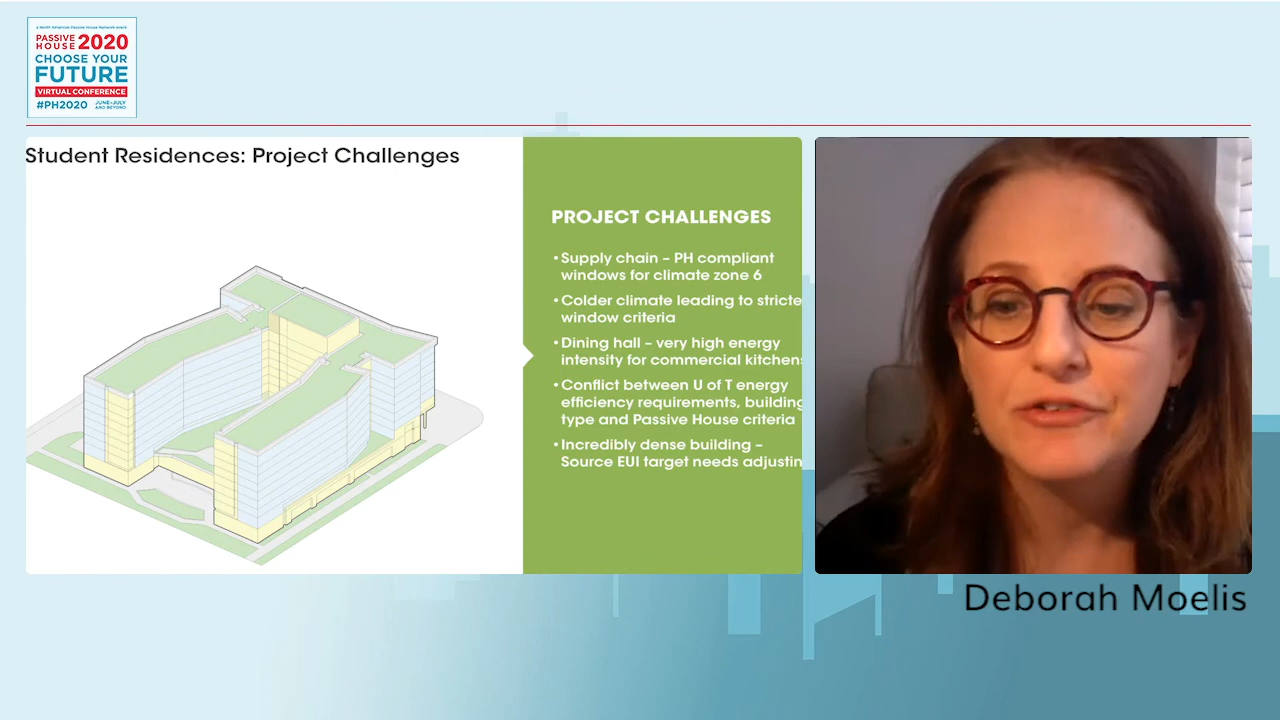 a North American Passive House Network event
PASSIVE HOUSE 2020
CHOOSE YOUR
FUTURE
VIRTUAL CONFERENCE
#PH2020 JUNE–JULY AND BEYOND
Student Residences: Project Challenges
PROJECT CHALLENGES
• Supply chain – PH compliant
windows for climate zone 6
• Colder climate leading to stricte
window criteria
• Dining hall – very high energy
intensity for commercial kitchens
• Conflict between U of T energy
efficiency requirements, building
type and Passive House criteria
• Incredibly dense building –
Source EUI target needs adjustin
Deborah Moelis